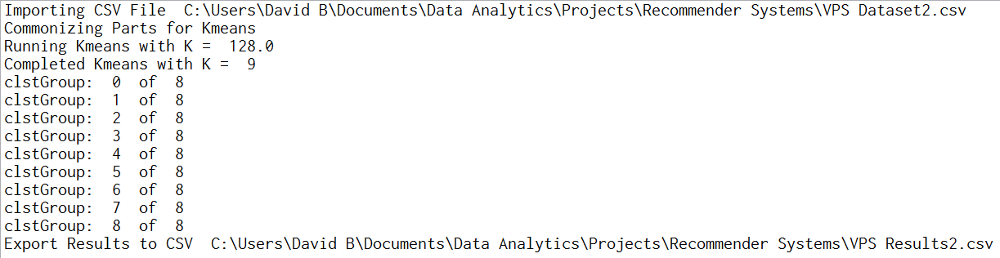 Importing CSV File  C:\Users\David B\Documents\Data Analytics\Projects\Recommender Systems\VPS Dataset2.csv
Commonizing Parts for Kmeans
Running Kmeans with K =  128.0
Completed Kmeans with K =  9
clstGroup:  0  of  8
clstGroup:  1  of  8
clstGroup:  2  of  8
clstGroup:  3  of  8
clstGroup:  4  of  8
clstGroup:  5  of  8
clstGroup:  6  of  8
clstGroup:  7  of  8
clstGroup:  8  of  8
Export Results to CSV  C:\Users\David B\Documents\Data Analytics\Projects\Recommender Systems\VPS Results2.csv